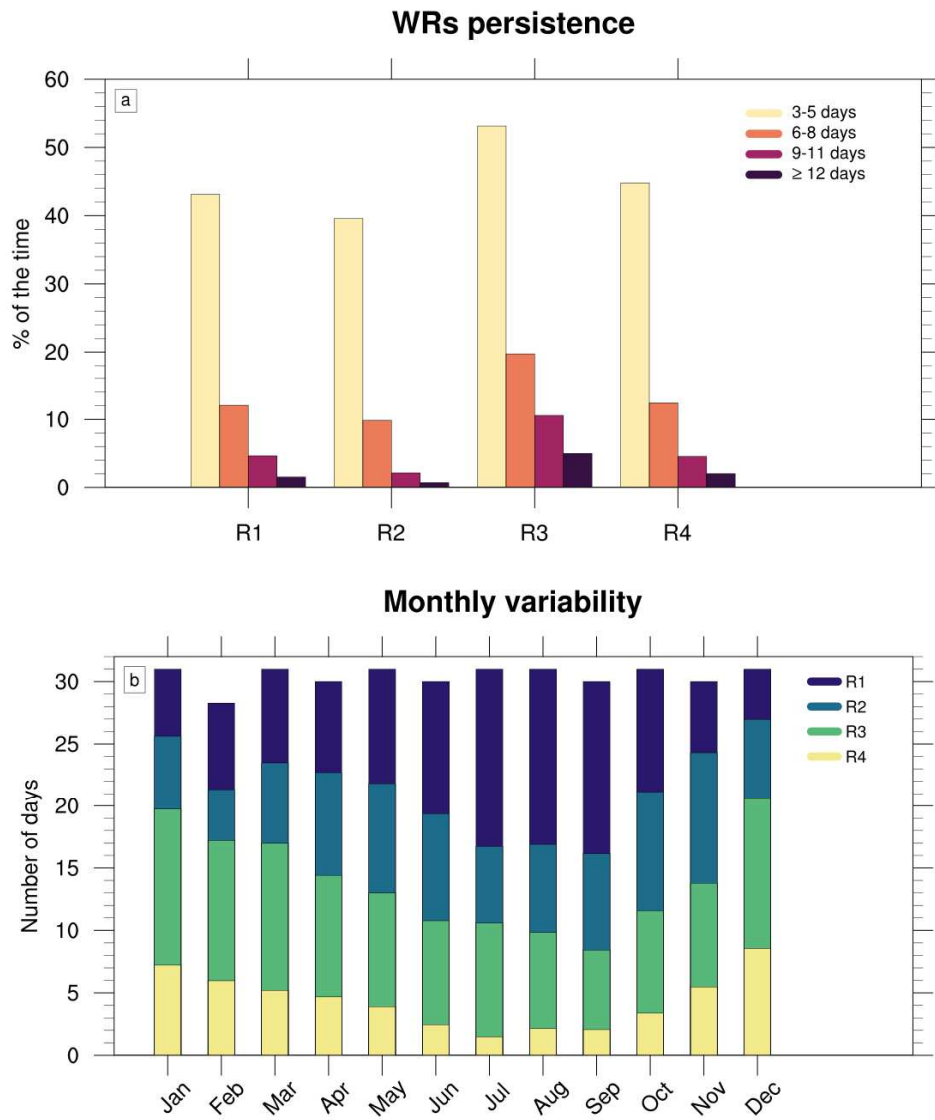 WRs persistence
a
60
50
40
30
20
10
0
% of the time
3-5 days
6-8 days
9-11 days
≥ 12 days
R1 R2 R3 R4
Monthly variability
b
30
25
20
15
10
5
0
Number of days
R1
R2
R3
R4
Jan Feb Mar Apr May Jun Jul Aug Sep Oct Nov Dec